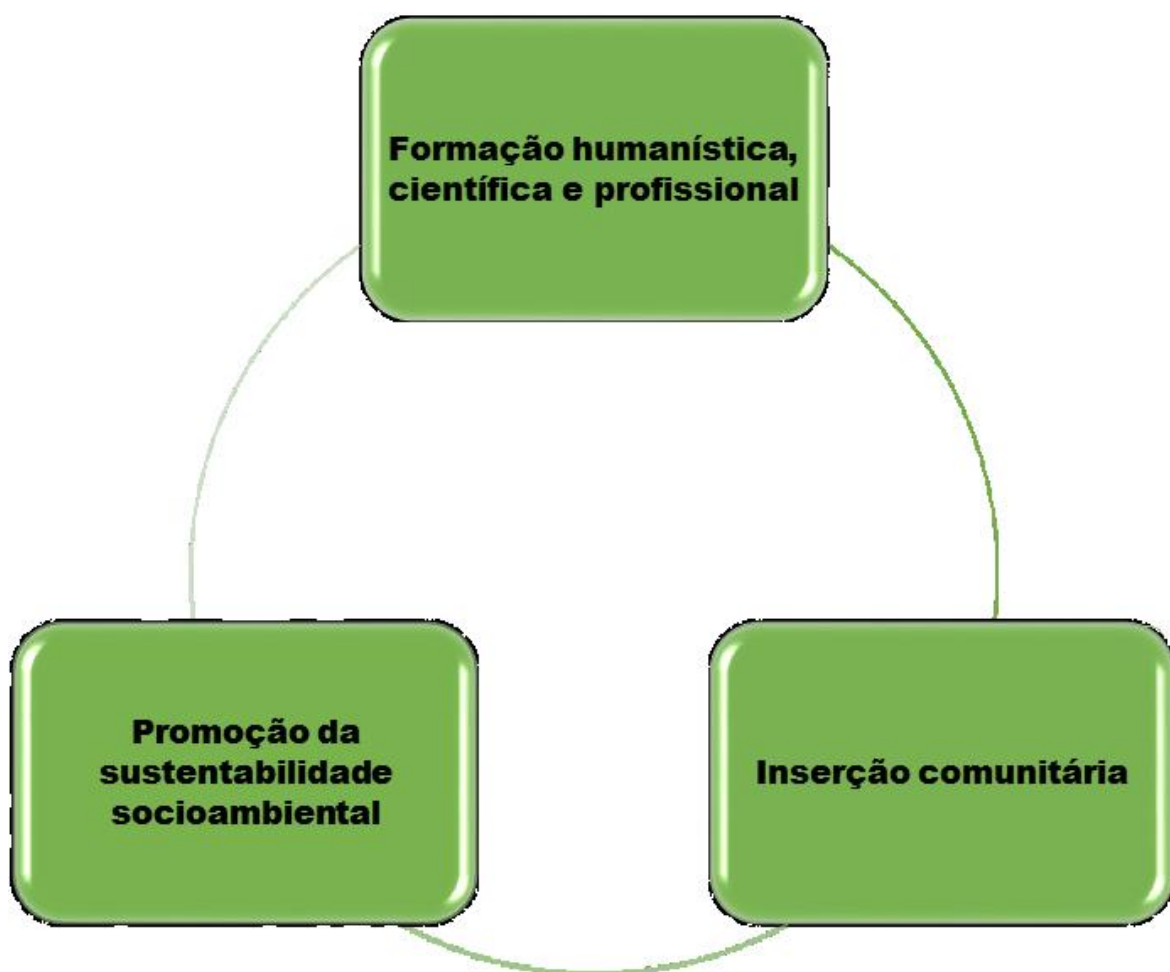 Formação humanística,
científica e profissional
Promoção da
sustentabilidade
socioambiental
Inserção comunitária